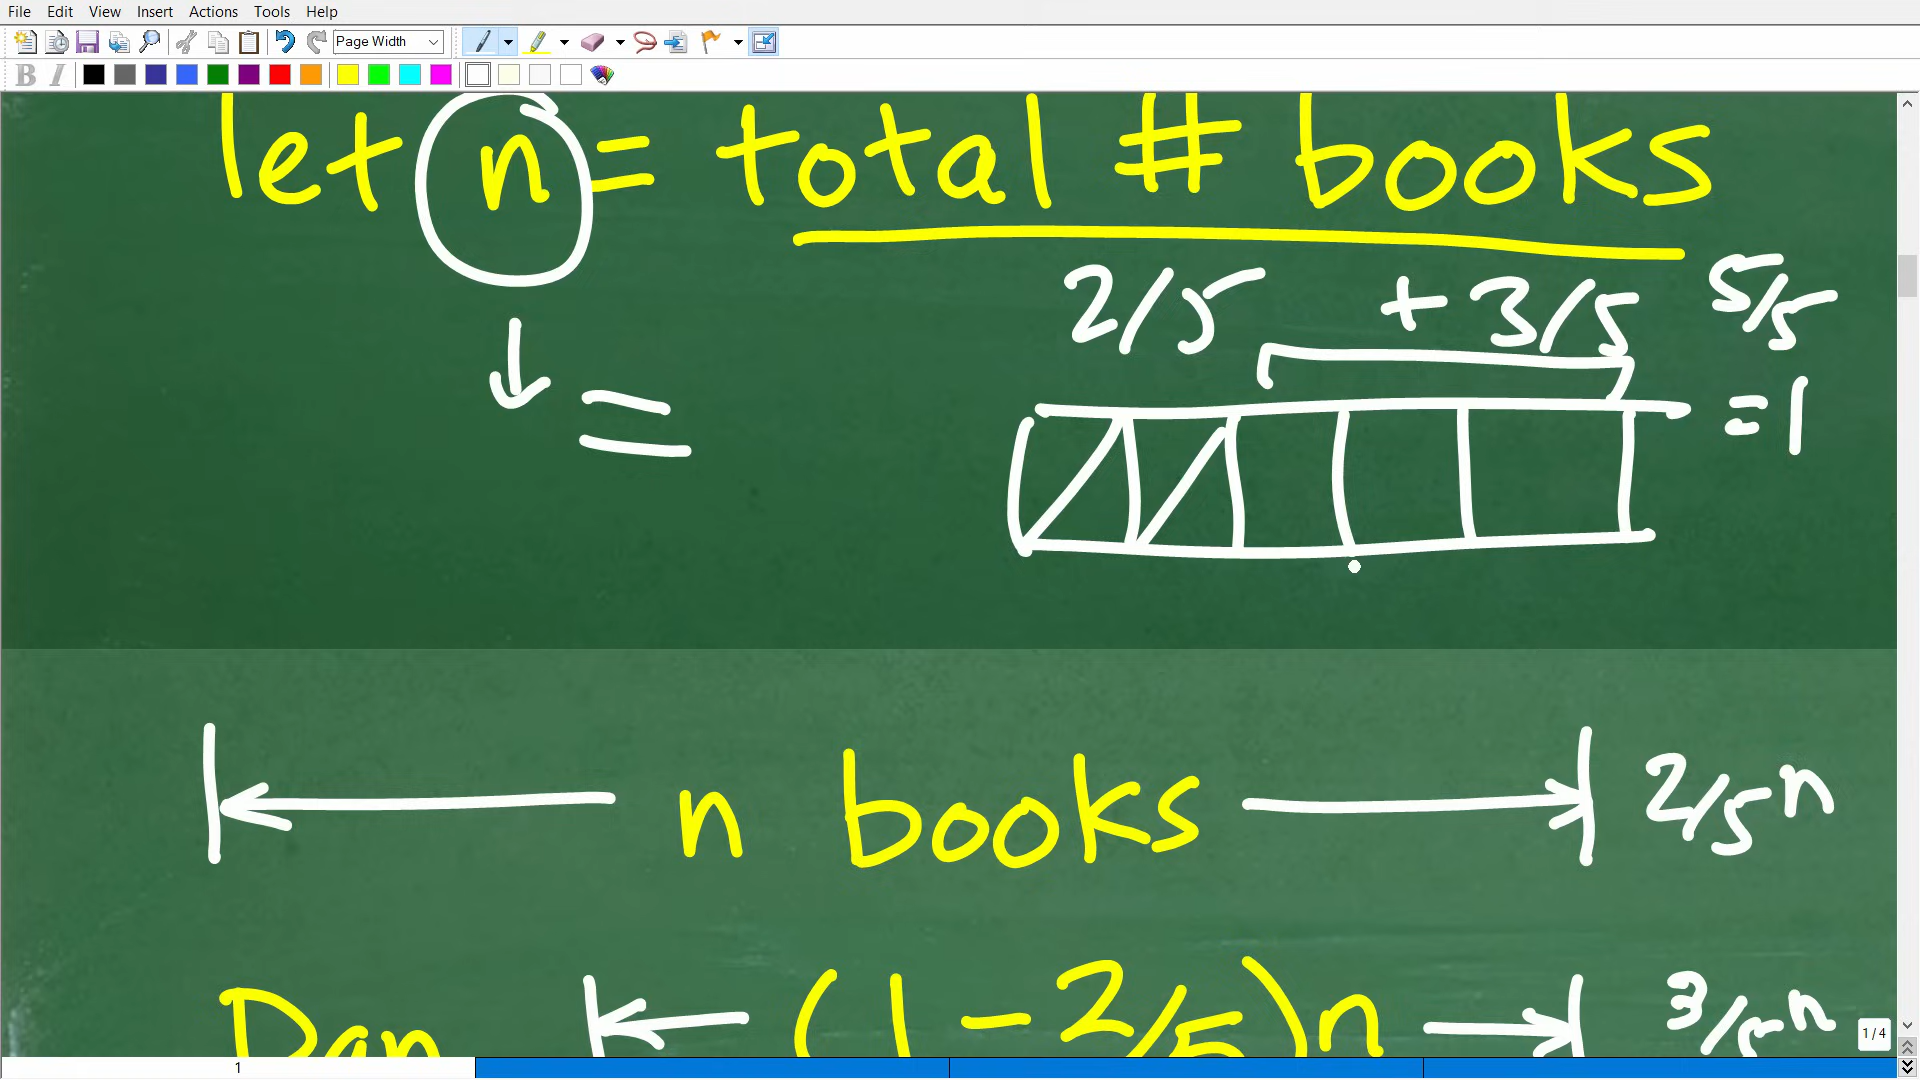 File Edit View Insert Actions Tools Help
Page Width
B I
let n = total # books
2/5 + 3/5 5/5
= 1
=
n books 2/5 n
Dan (1 - 2/5)n 3/5 n
1 / 4
1